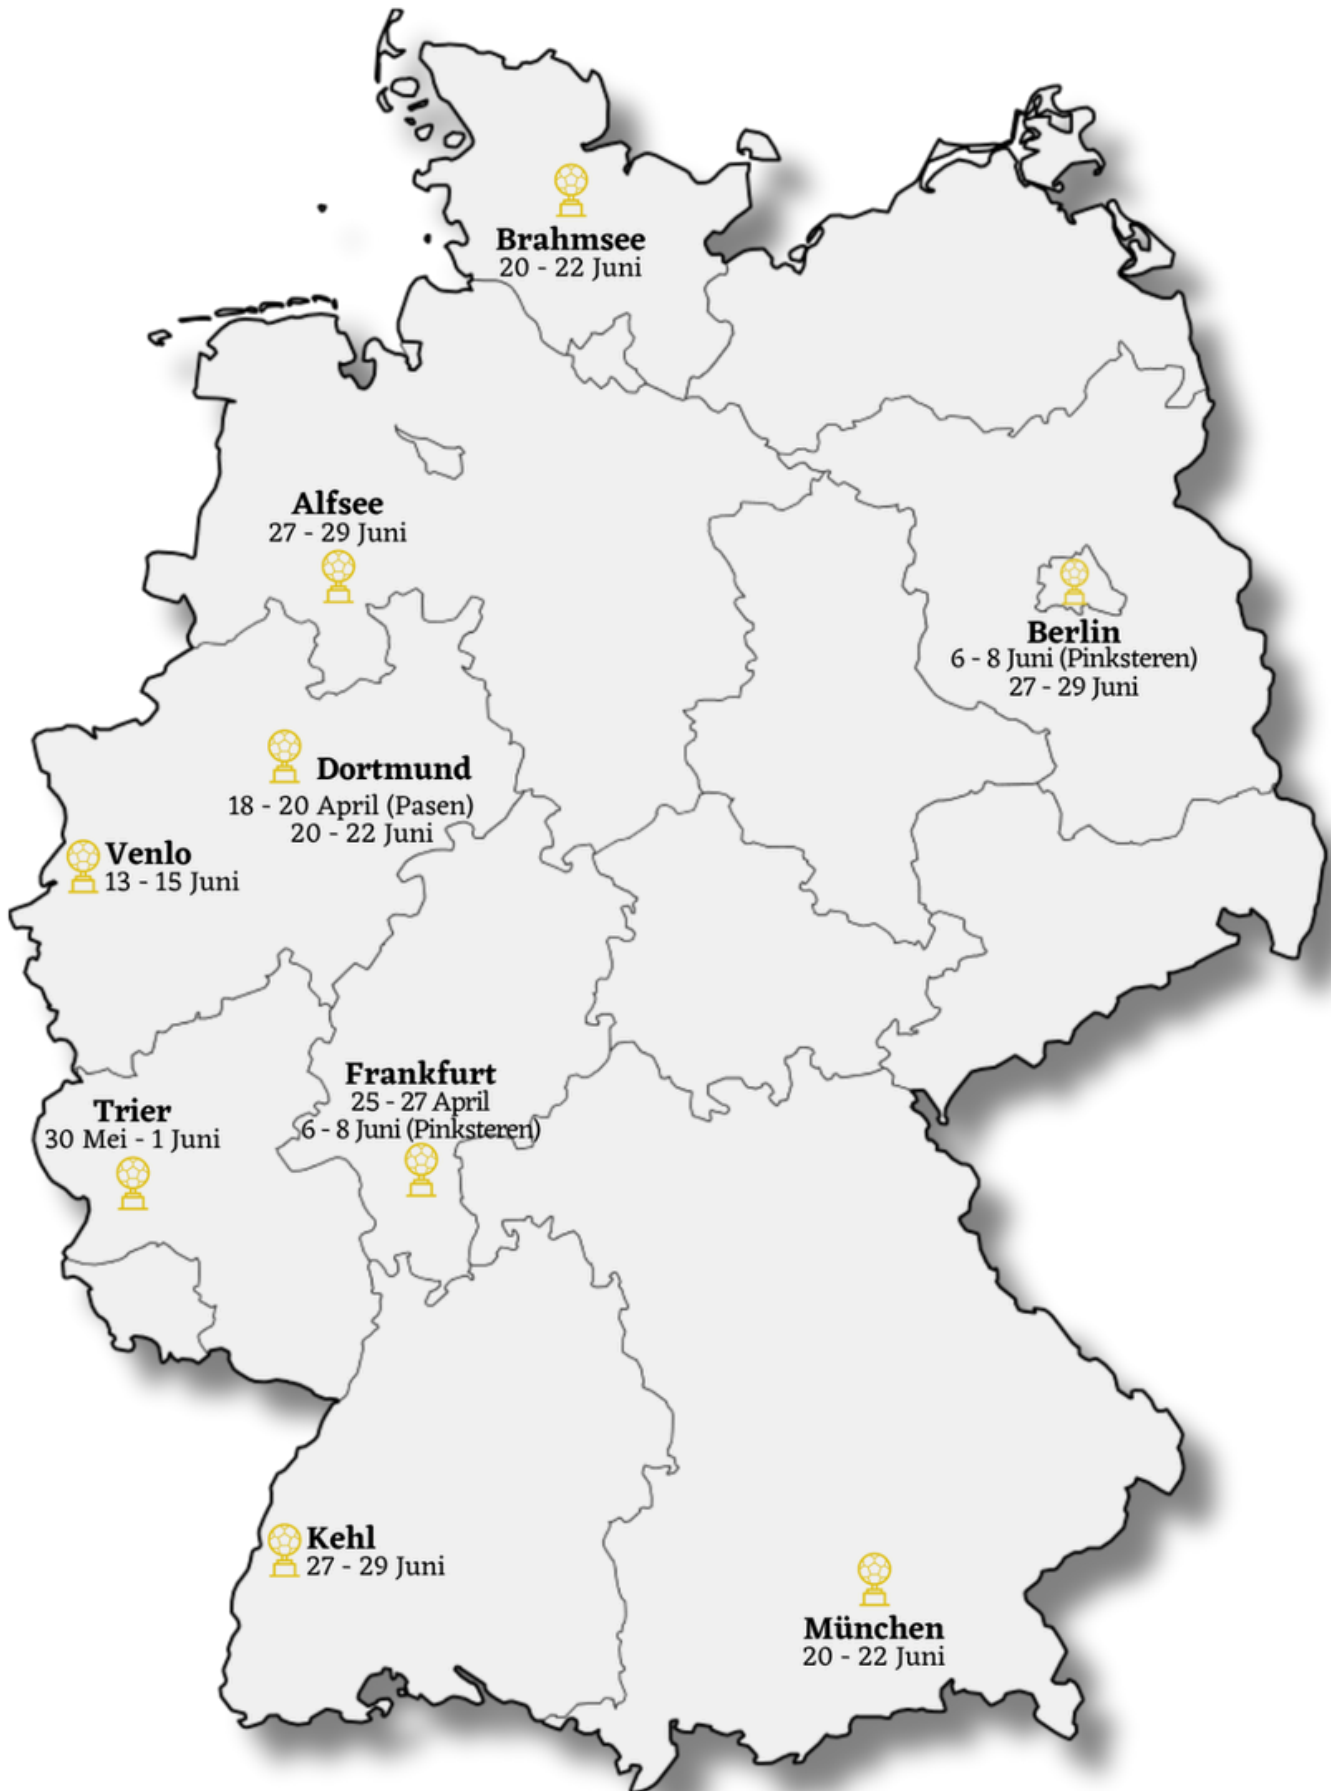 Brahmsee
20 - 22 Juni
Alfsee
27 - 29 Juni
Berlin
6 - 8 Juni (Pinksteren)
27 - 29 Juni
Dortmund
18 - 20 April (Pasen)
20 - 22 Juni
Venlo
13 - 15 Juni
Frankfurt
25 - 27 April
6 - 8 Juni (Pinksteren)
Trier
30 Mei - 1 Juni
Kehl
27 - 29 Juni
München
20 - 22 Juni